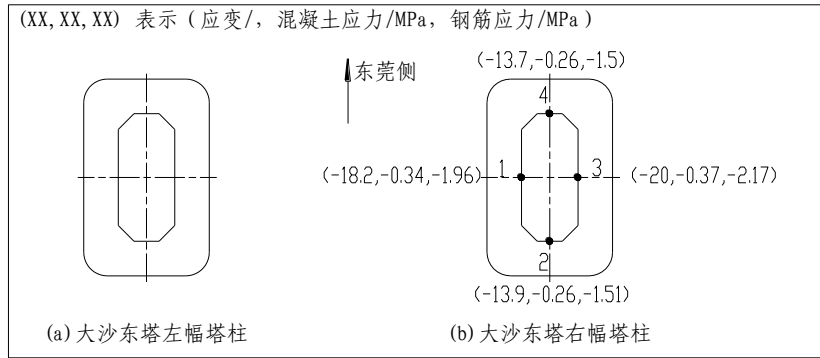 (XX,XX,XX) 表示(应变/, 混凝土应力/MPa, 钢筋应力/MPa)
东莞侧
(-13.7,-0.26,-1.5)
4
(-18.2,-0.34,-1.96)
1
3
(-20,-0.37,-2.17)
2
(-13.9,-0.26,-1.51)
(a)大沙东塔左幅塔柱
(b)大沙东塔右幅塔柱